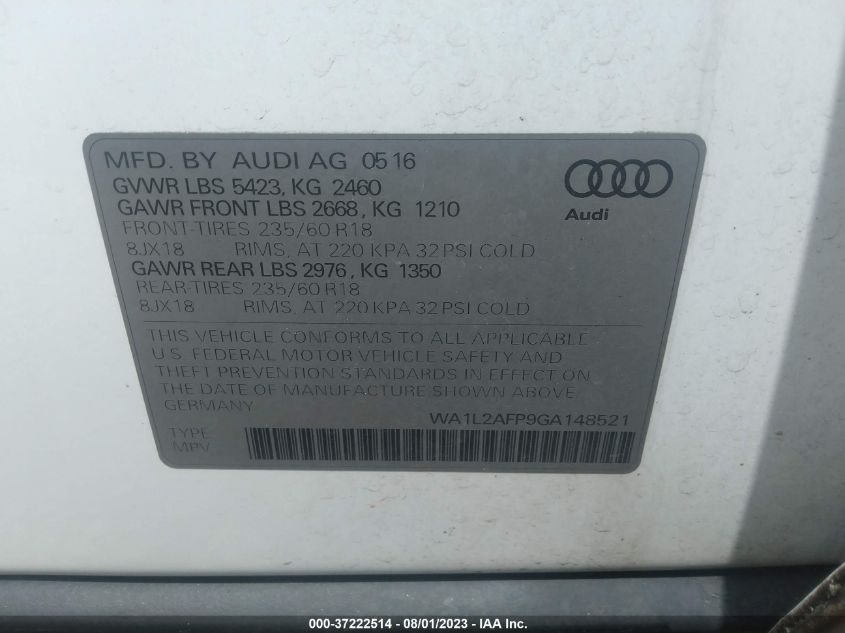 MFD. BY AUDI AG 05 16
GVWR LBS 5423, KG 2460
GAWR FRONT LBS 2668, KG 1210
FRONT-TIRES 235/60 R18
8JX18 RIMS, AT 220 KPA 32 PSI COLD
GAWR REAR LBS 2976, KG 1350
REAR-TIRES 235/60 R18
8JX18 RIMS, AT 220 KPA 32 PSI COLD
Audi
THIS VEHICLE CONFORMS TO ALL APPLICABLE
U.S. FEDERAL MOTOR VEHICLE SAFETY AND
THEFT PREVENTION STANDARDS IN EFFECT ON
THE DATE OF MANUFACTURE SHOWN ABOVE
GERMANY
WA1L2AFP9GA148521
TYPE
MPV
000-37222514 - 08/01/2023 - © IAA Inc.